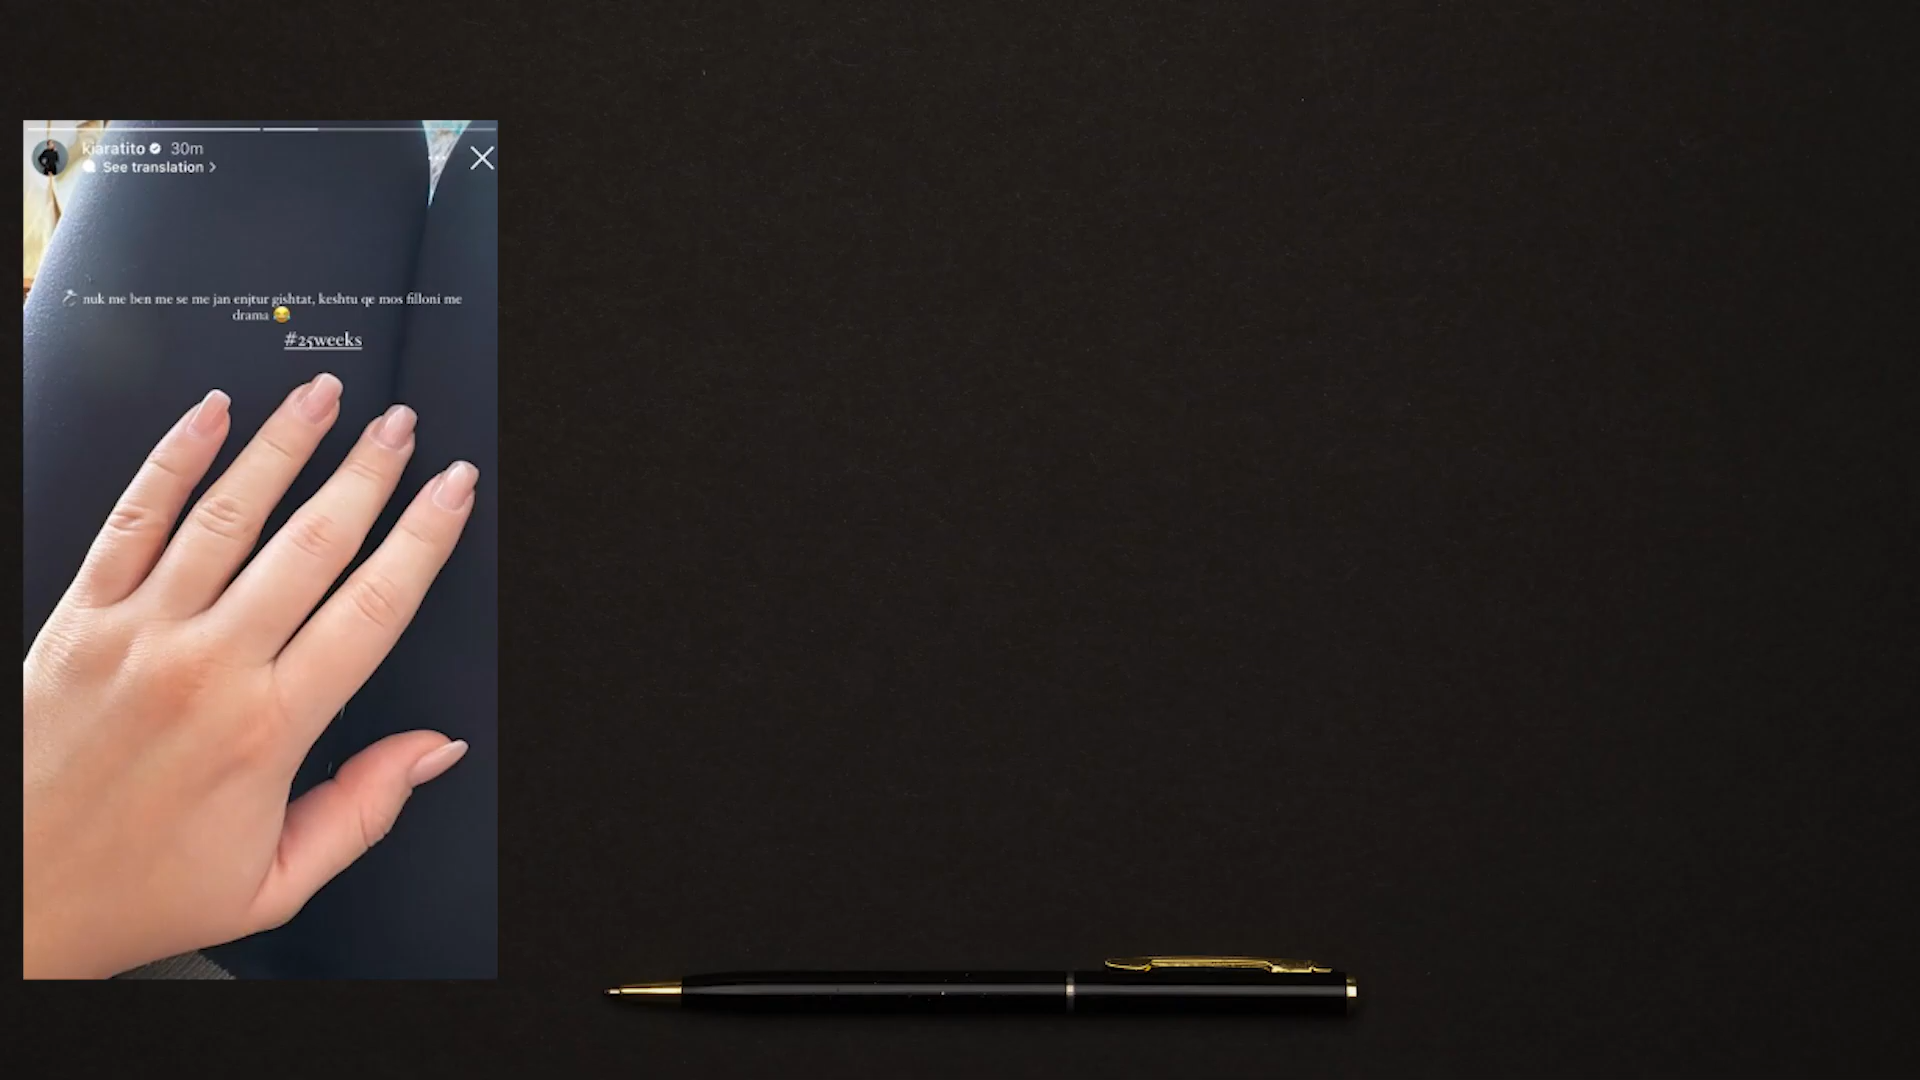 kiaratito 30m
See translation >
💍 nuk me ben me se me jan enjtur gishtat, keshtu qe mos filloni me
drama 😂
#25weeks